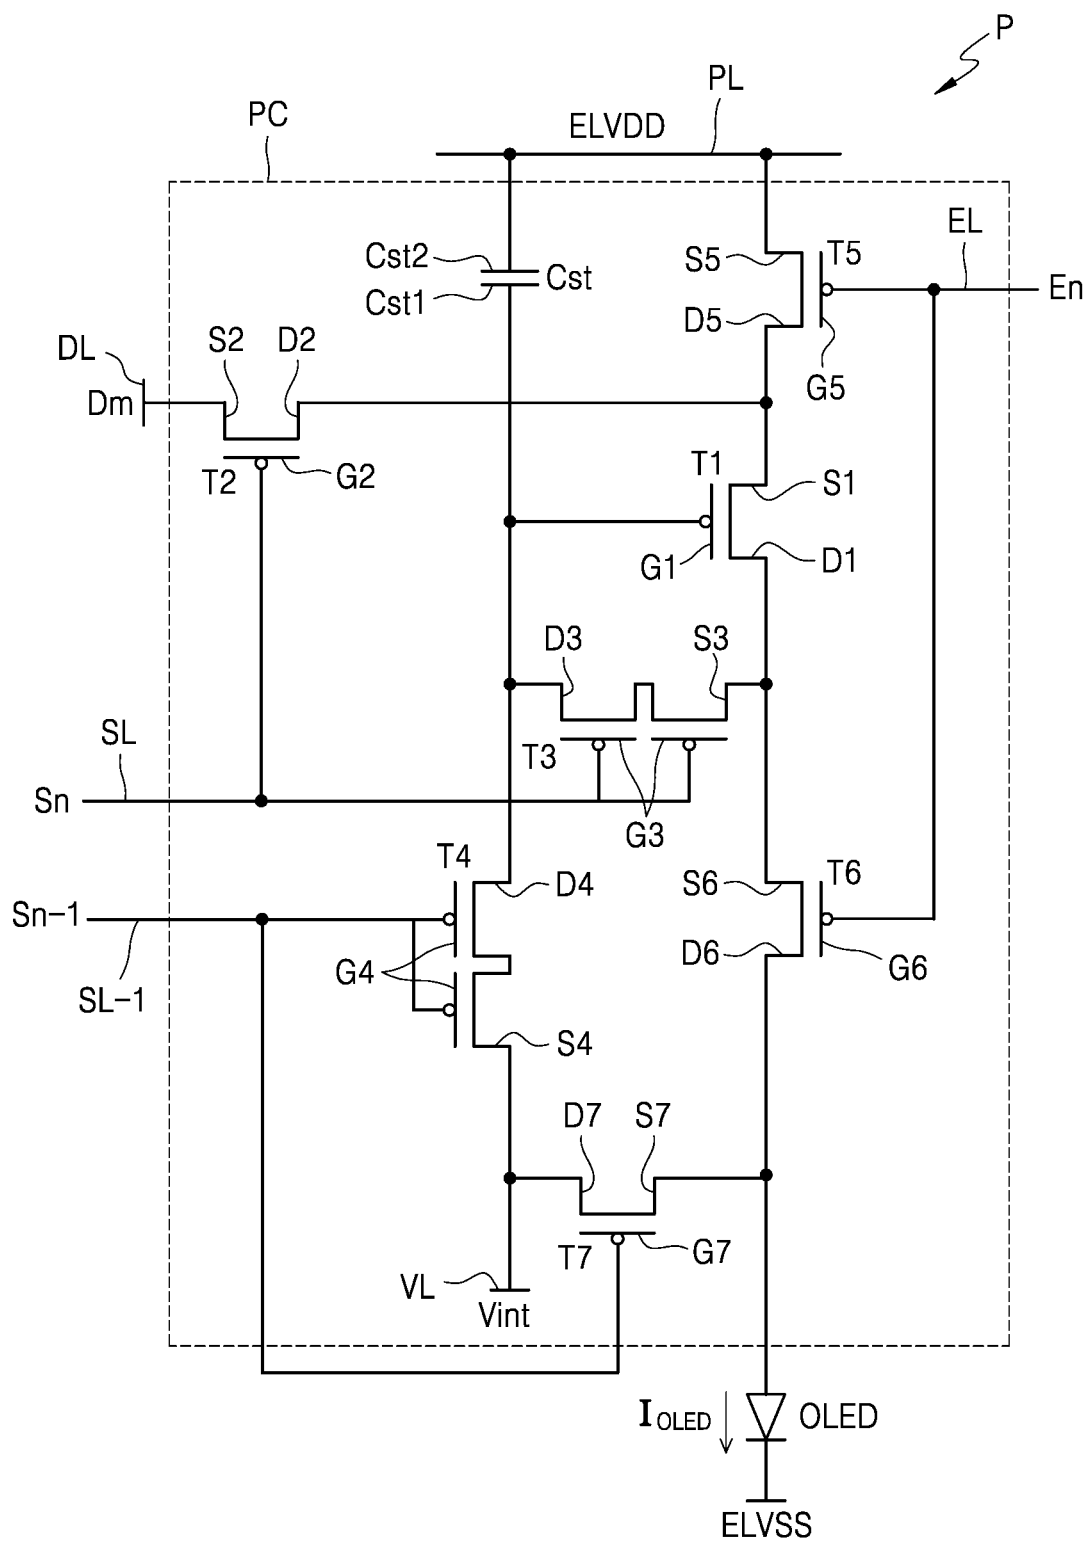 P
PL
PC
ELVDD
EL
Cst2
Cst
Cst1
S5
T5
En
D5
G5
DL
S2
D2
Dm
T2
G2
T1
S1
G1
D1
D3
S3
SL
T3
Sn
G3
T4
D4
S6
T6
Sn-1
G4
D6
G6
SL-1
S4
D7
S7
T7
G7
VL
Vint
IOLED
OLED
ELVSS